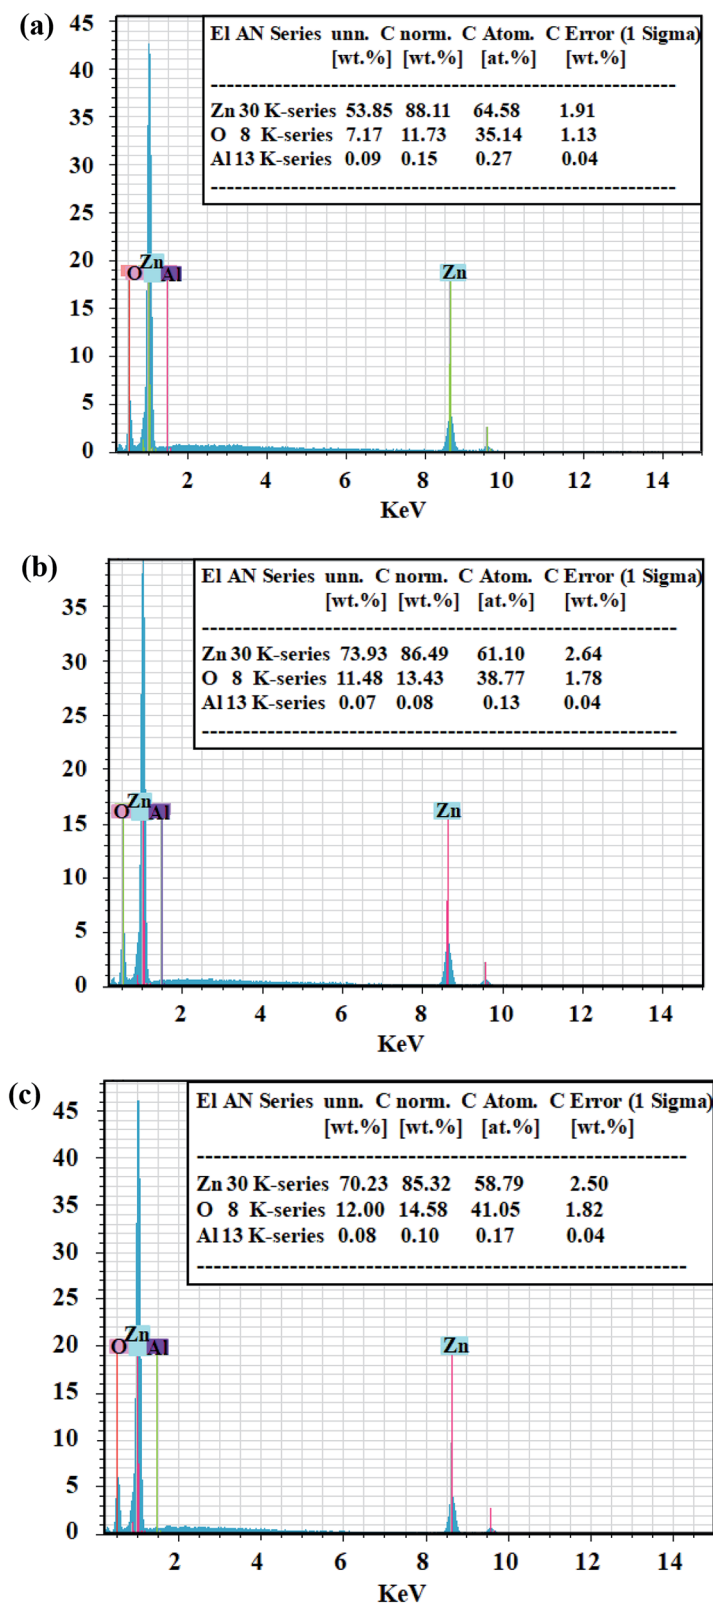 (a)
El AN Series unn. C norm. C Atom. C Error (1 Sigma)
[wt.%] [wt.%] [at.%] [wt.%]
Zn 30 K-series 53.85 88.11 64.58 1.91
O 8 K-series 7.17 11.73 35.14 1.13
Al 13 K-series 0.09 0.15 0.27 0.04
45
40
35
30
25
20
15
10
5
0
O Zn Al Zn
2 4 6 8 10 12 14
KeV
(b)
El AN Series unn. C norm. C Atom. C Error (1 Sigma)
[wt.%] [wt.%] [at.%] [wt.%]
Zn 30 K-series 73.93 86.49 61.10 2.64
O 8 K-series 11.48 13.43 38.77 1.78
Al 13 K-series 0.07 0.08 0.13 0.04
35
30
25
20
15
10
5
0
O Zn Al Zn
2 4 6 8 10 12 14
KeV
(c)
El AN Series unn. C norm. C Atom. C Error (1 Sigma)
[wt.%] [wt.%] [at.%] [wt.%]
Zn 30 K-series 70.23 85.32 58.79 2.50
O 8 K-series 12.00 14.58 41.05 1.82
Al 13 K-series 0.08 0.10 0.17 0.04
45
40
35
30
25
20
15
10
5
0
O Zn Al Zn
2 4 6 8 10 12 14
KeV